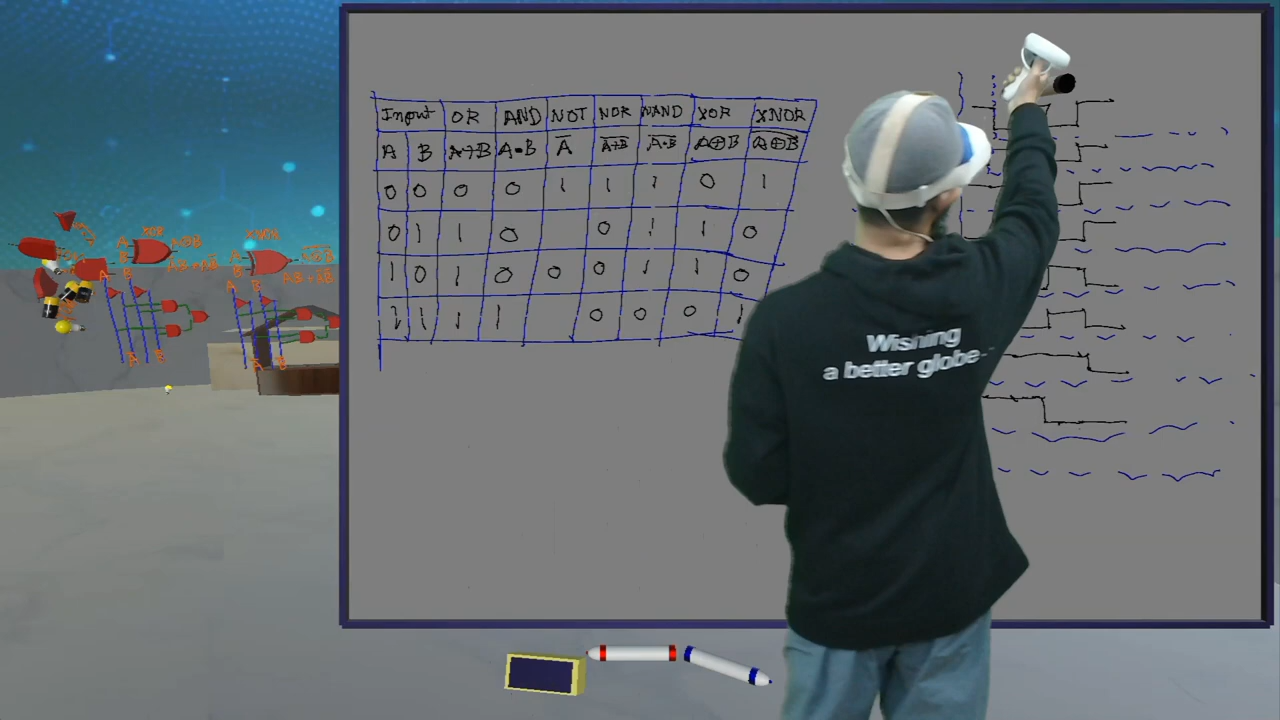 Input OR AND NOT NOR NAND XOR XNOR
A B A+B A•B A̅ A̅+̅B̅ A̅•̅B̅ A⊕B A̅⊕̅B̅
0 0 0 0 1 1 1 0 1
0 1 1 0 0 1 1 0
1 0 1 0 0 0 1 1 0
1 1 1 1 0 0 0 1
XOR
A
B
A⊕B
XNOR
A
B
A B
A B
A B
A B
Wishing
a better globe